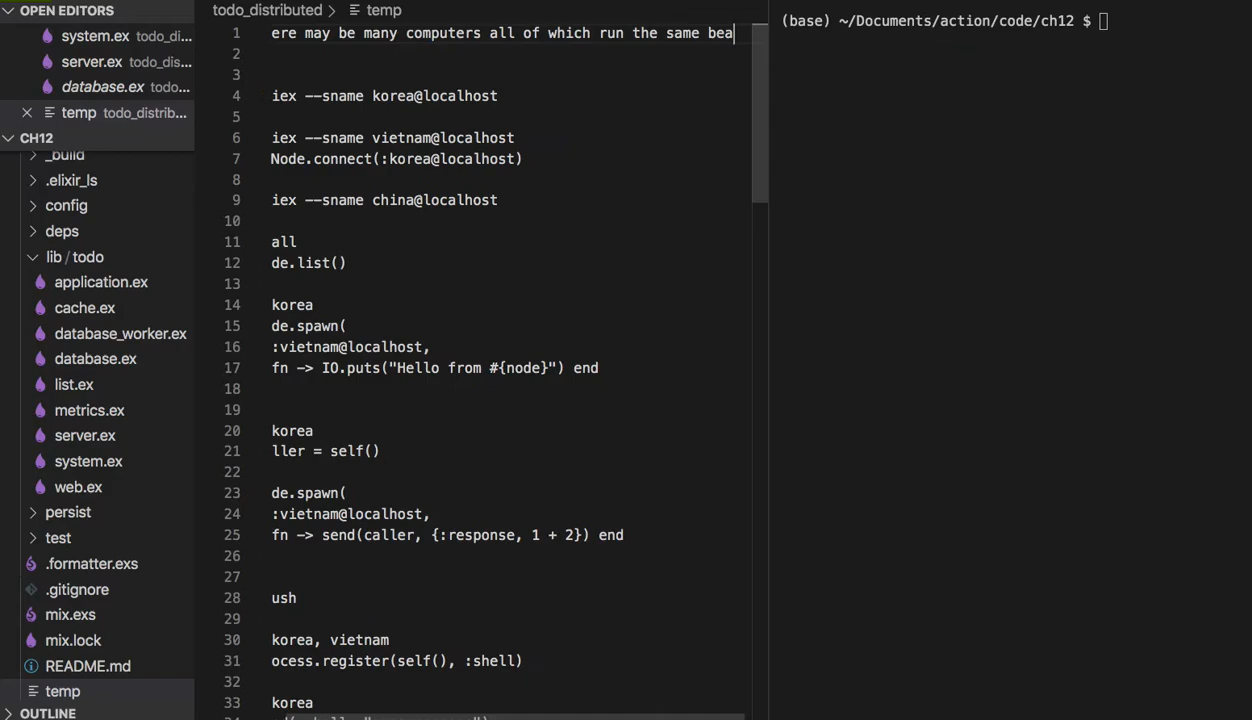 OPEN EDITORS
system.ex todo_di...
server.ex todo_dis...
database.ex todo...
temp todo_distrib...
CH12
_build
.elixir_ls
config
deps
lib / todo
application.ex
cache.ex
database_worker.ex
database.ex
list.ex
metrics.ex
server.ex
system.ex
web.ex
persist
test
.formatter.exs
.gitignore
mix.exs
mix.lock
README.md
temp
OUTLINE
todo_distributed > temp
1 ere may be many computers all of which run the same bea
2
3
4 iex --sname korea@localhost
5
6 iex --sname vietnam@localhost
7 Node.connect(:korea@localhost)
8
9 iex --sname china@localhost
10
11 all
12 de.list()
13
14 korea
15 de.spawn(
16 :vietnam@localhost,
17 fn -> IO.puts("Hello from #{node}") end
18
19
20 korea
21 ller = self()
22
23 de.spawn(
24 :vietnam@localhost,
25 fn -> send(caller, {:response, 1 + 2}) end
26
27
28 ush
29
30 korea, vietnam
31 ocess.register(self(), :shell)
32
33 korea
(base) ~/Documents/action/code/ch12 $